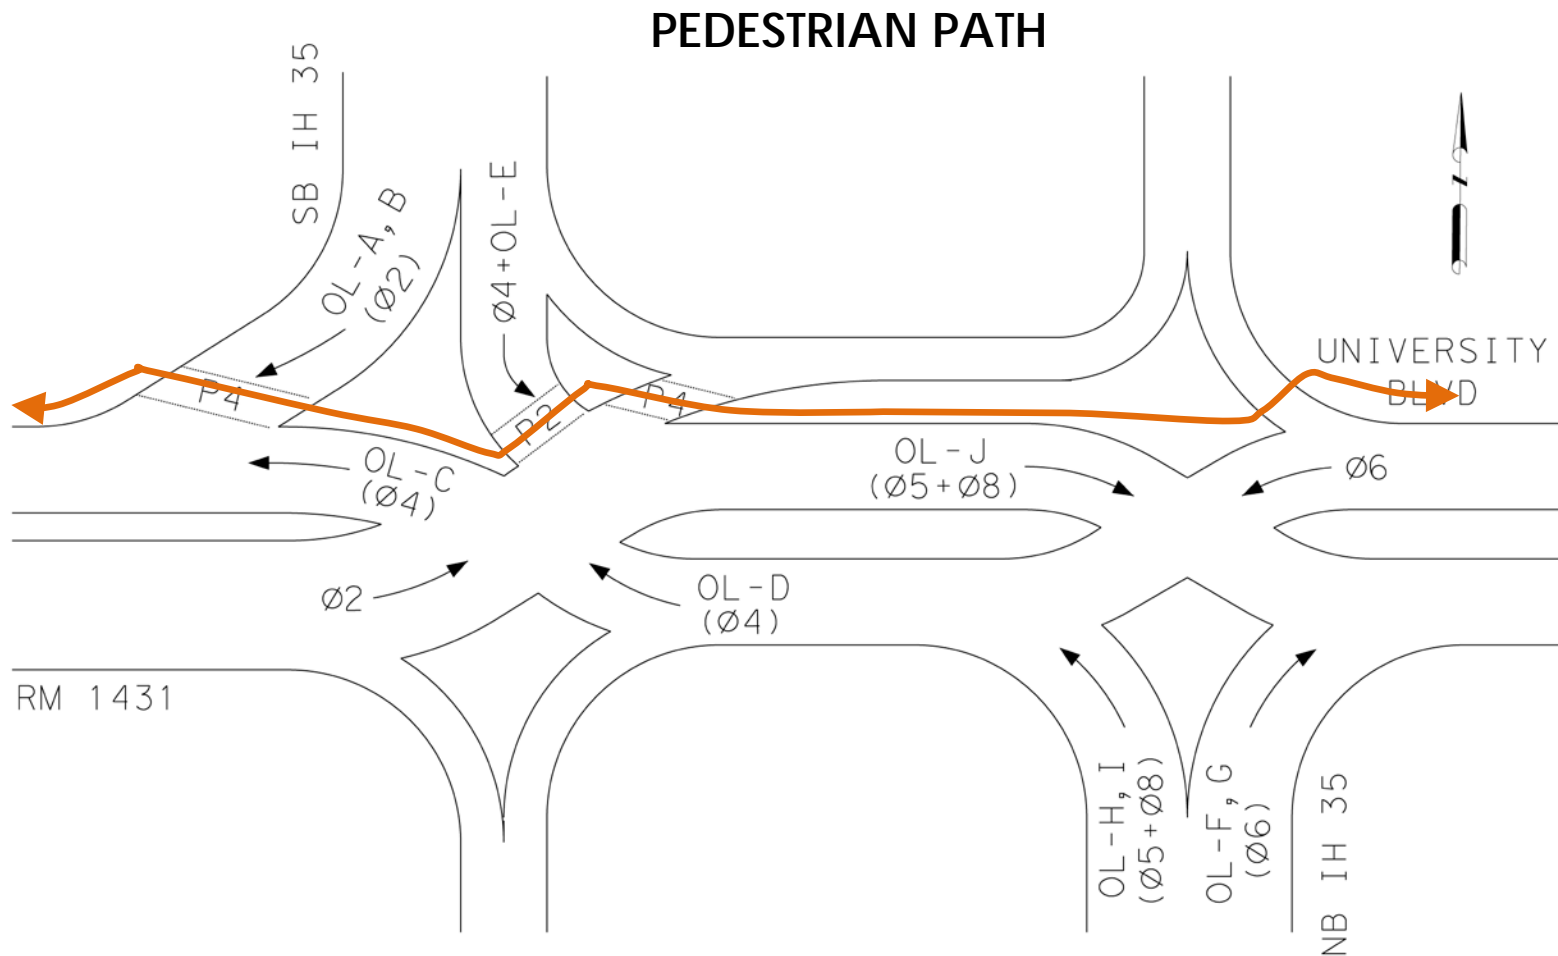 PEDESTRIAN PATH
SB IH 35
OL-A, B
(Ø2)
Ø4+OL-E
UNIVERSITY
BLVD
P4
P2
P4
OL-C
(Ø4)
OL-J
(Ø5+Ø8)
Ø6
Ø2
OL-D
(Ø4)
RM 1431
OL-H, I
(Ø5+Ø8)
OL-F, G
(Ø6)
NB IH 35